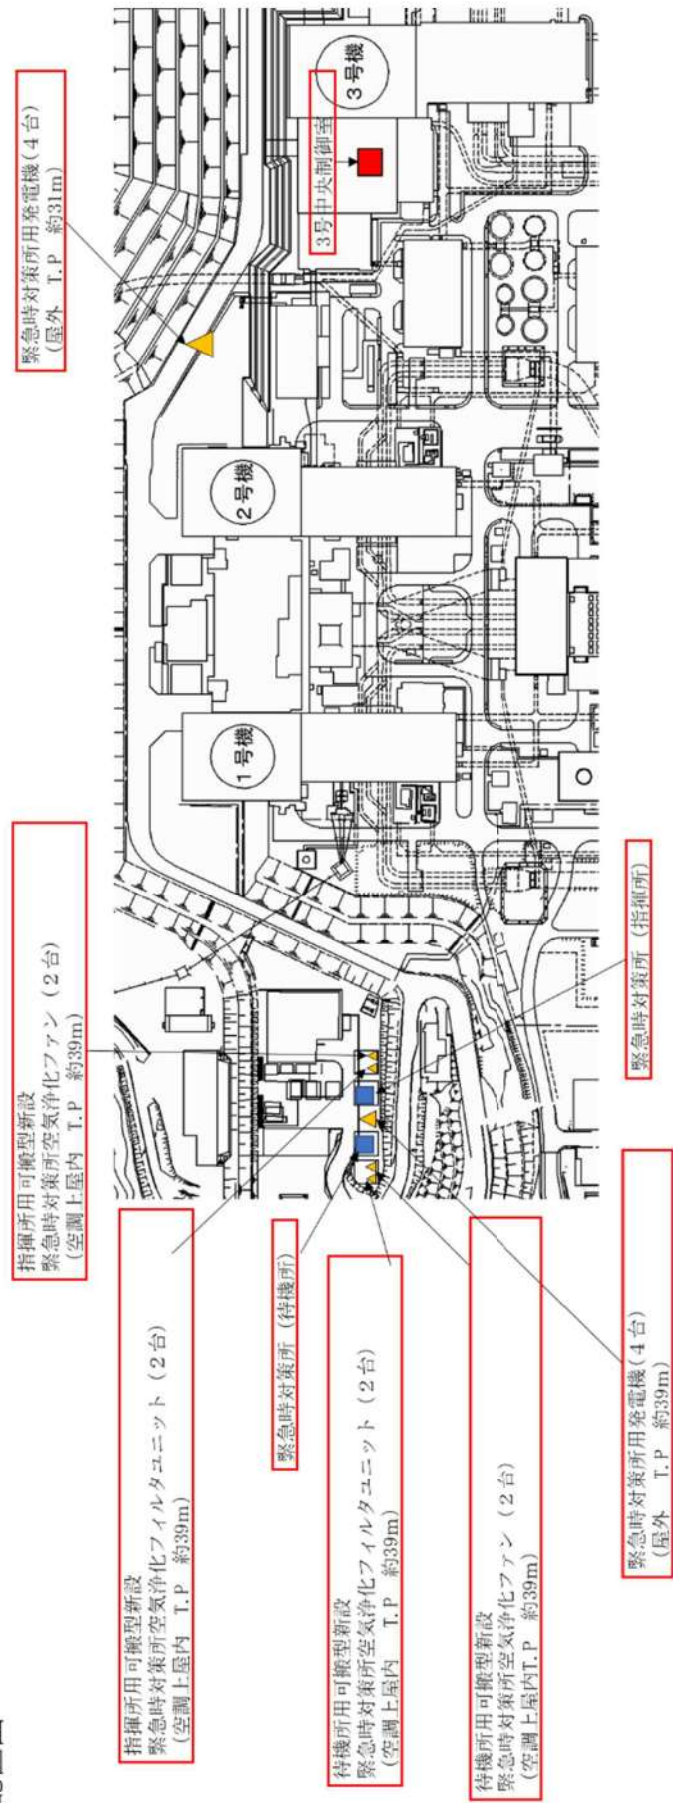 指揮所用可搬型新設
緊急時対策所空気浄化フィルタユニット（2台）
(空調上屋内　T.P　約39m)
指揮所用可搬型新設
緊急時対策所空気浄化ファン（2台）
(空調上屋内　T.P　約39m)
緊急時対策所用発電機(4台)
(屋外　T.P　約31m)
緊急時対策所（待機所）
待機所用可搬型新設
緊急時対策所空気浄化フィルタユニット（2台）
(空調上屋内　T.P　約39m)
待機所用可搬型新設
緊急時対策所空気浄化ファン（2台）
(空調上屋内T.P　約39m)
緊急時対策所用発電機(4台)
(屋外　T.P　約39m)
緊急時対策所（指揮所）
1号機
2号機
3号機
3号中央制御室